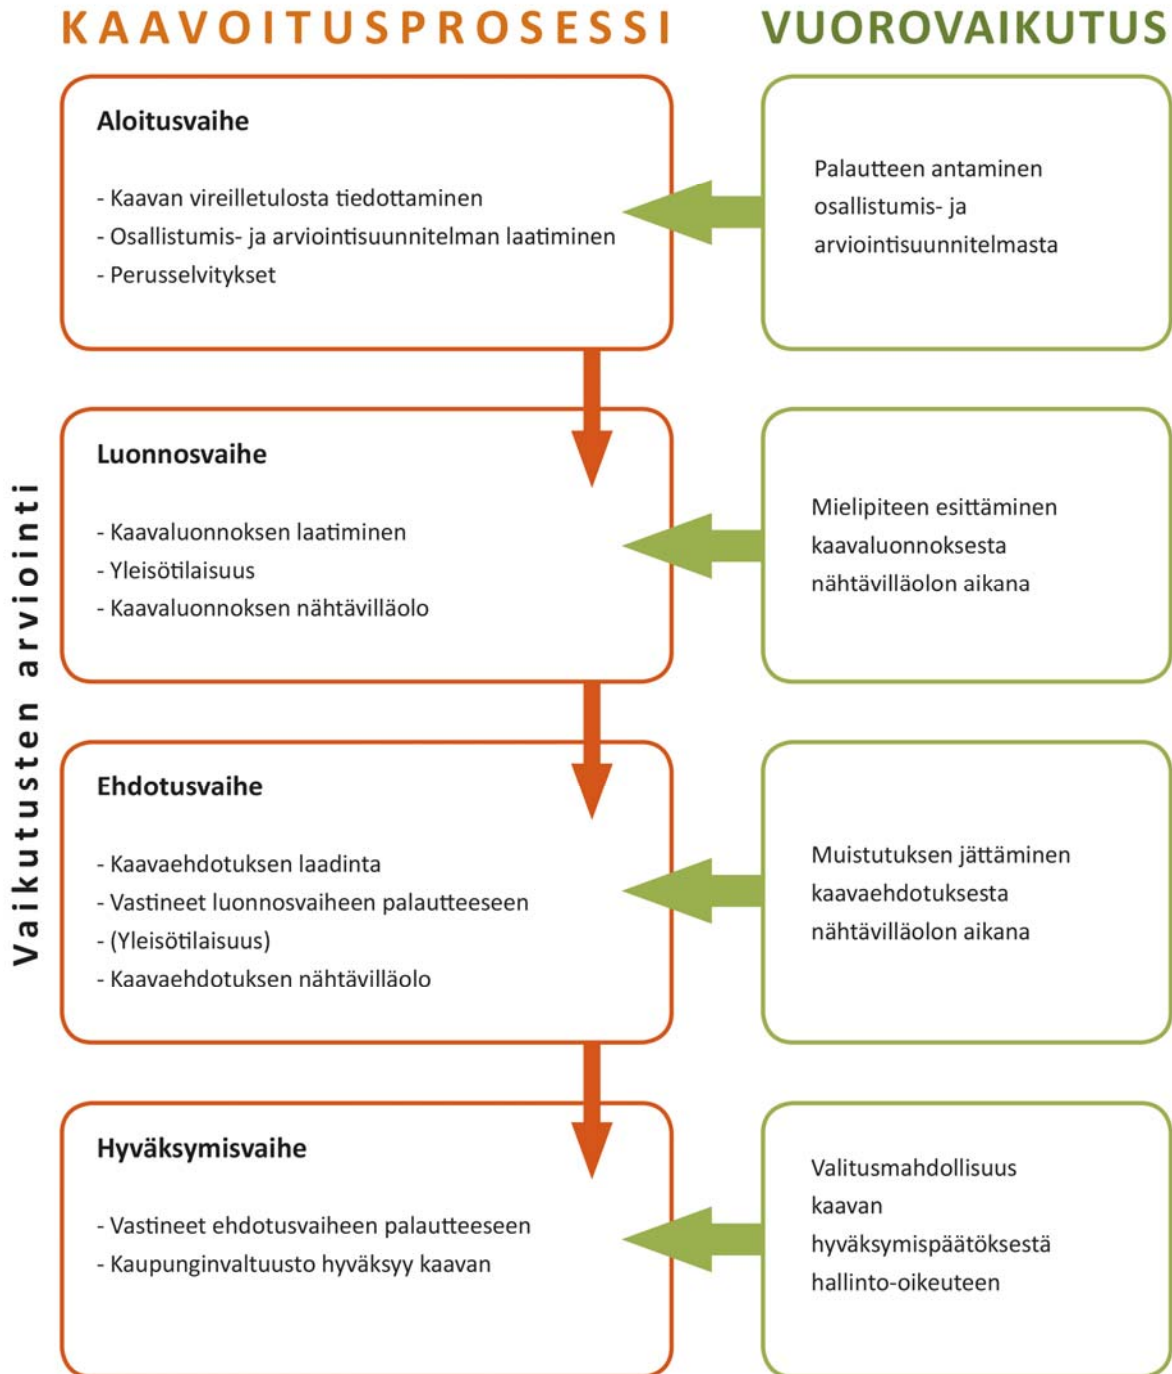 KAAVOITUSPROSESSI
VUOROVAIKUTUS
Vaikutusten arviointi
Aloitusvaihe
- Kaavan vireilletulosta tiedottaminen
- Osallistumis- ja arviointisuunnitelman laatiminen
- Perusselvitykset
Palautteen antaminen
osallistumis- ja
arviointisuunnitelmasta
Luonnosvaihe
- Kaavaluonnoksen laatiminen
- Yleisötilaisuus
- Kaavaluonnoksen nähtävilläolo
Mielipiteen esittäminen
kaavaluonnoksesta
nähtävilläolon aikana
Ehdotusvaihe
- Kaavaehdotuksen laadinta
- Vastineet luonnosvaiheen palautteeseen
- (Yleisötilaisuus)
- Kaavaehdotuksen nähtävilläolo
Muistutuksen jättäminen
kaavaehdotuksesta
nähtävilläolon aikana
Hyväksymisvaihe
- Vastineet ehdotusvaiheen palautteeseen
- Kaupunginvaltuusto hyväksyy kaavan
Valitusmahdollisuus
kaavan
hyväksymispäätöksestä
hallinto-oikeuteen